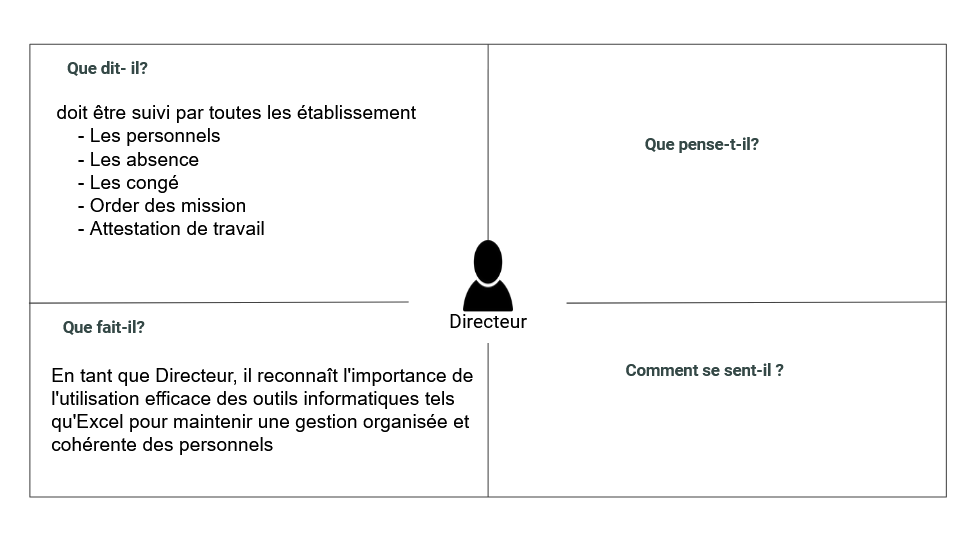 Que dit- il?
doit être suivi par toutes les établissement
- Les personnels
- Les absence
- Les congé
- Order des mission
- Attestation de travail
Que pense-t-il?
Directeur
Que fait-il?
En tant que Directeur, il reconnaît l'importance de
l'utilisation efficace des outils informatiques tels
qu'Excel pour maintenir une gestion organisée et
cohérente des personnels
Comment se sent-il ?